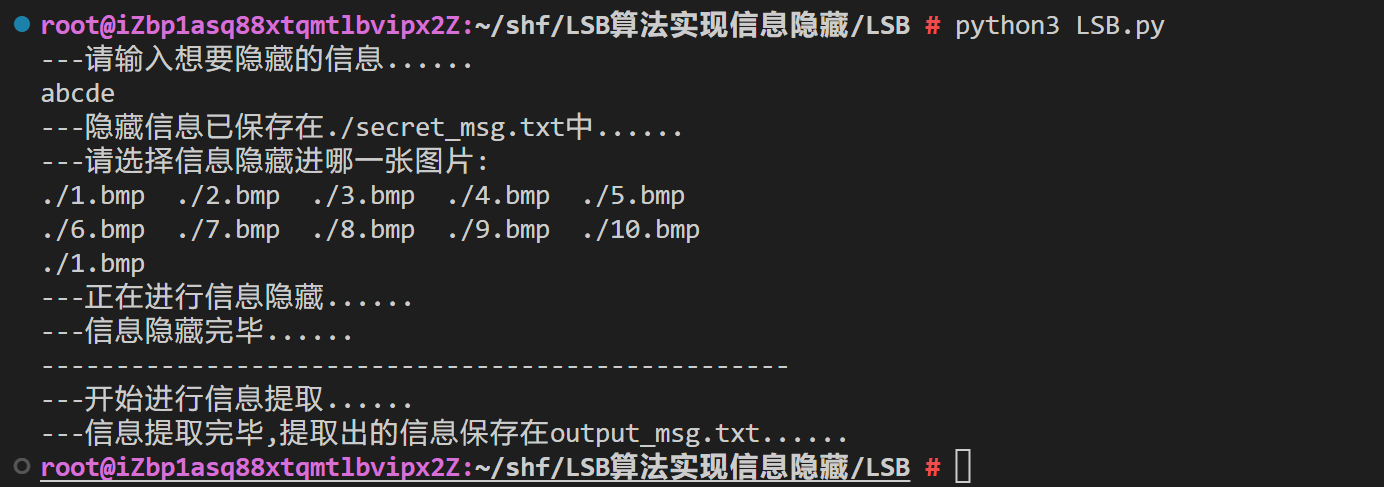 root@iZbp1asq88xtqmtlbvipx2Z:~/shf/LSB算法实现信息隐藏/LSB # python3 LSB.py
---请输入想要隐藏的信息......
abcde
---隐藏信息已保存在./secret_msg.txt中......
---请选择信息隐藏进哪一张图片:
./1.bmp  ./2.bmp  ./3.bmp  ./4.bmp  ./5.bmp
./6.bmp  ./7.bmp  ./8.bmp  ./9.bmp  ./10.bmp
./1.bmp
---正在进行信息隐藏......
---信息隐藏完毕......
--------------------------------------------------
---开始进行信息提取......
---信息提取完毕,提取出的信息保存在output_msg.txt......
root@iZbp1asq88xtqmtlbvipx2Z:~/shf/LSB算法实现信息隐藏/LSB #